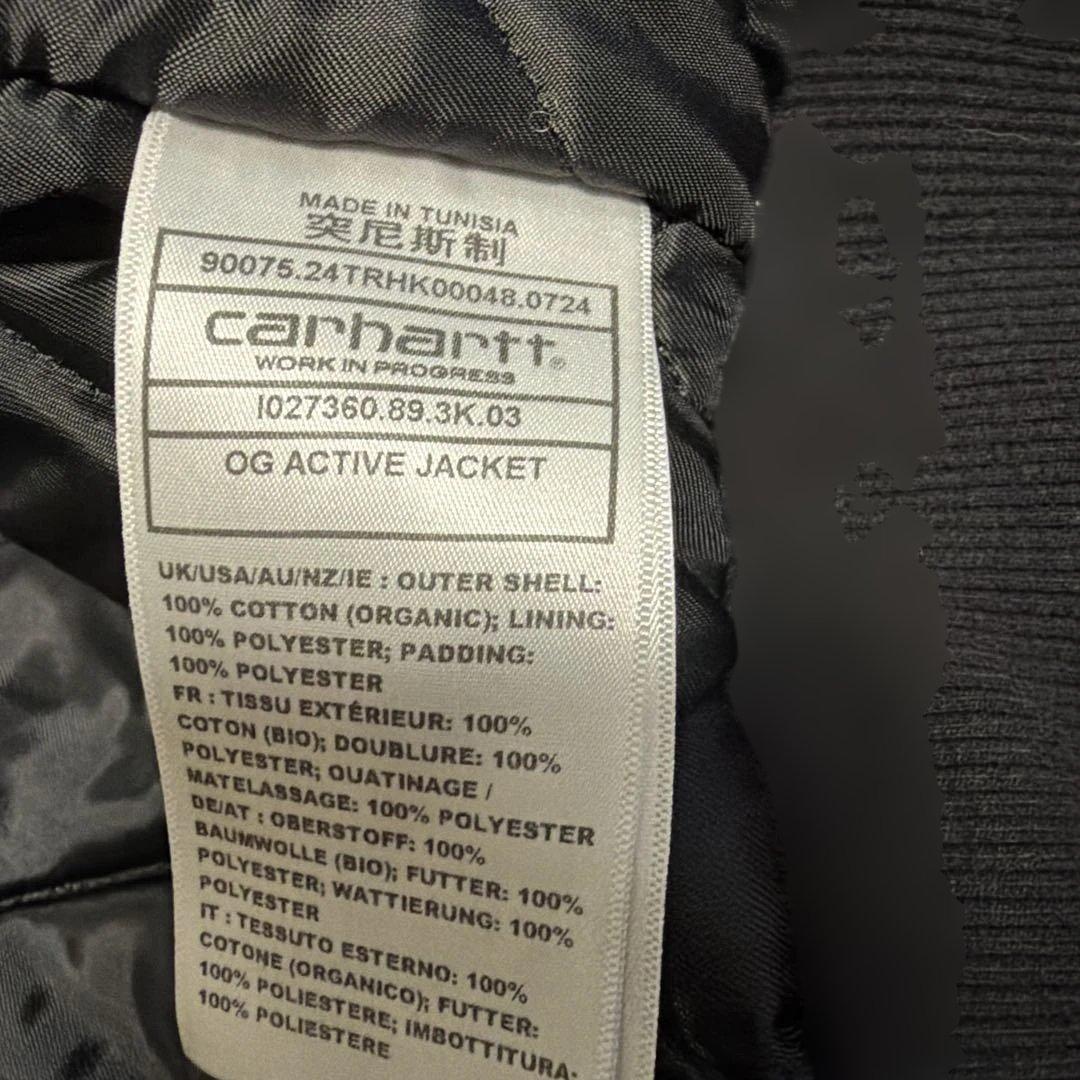 MADE IN TUNISIA
突尼斯制
90075.24TRHK00048.0724
carhartt®
WORK IN PROGRESS
I027360.89.3K.03
OG ACTIVE JACKET
UK/USA/AU/NZ/IE : OUTER SHELL:
100% COTTON (ORGANIC); LINING:
100% POLYESTER; PADDING:
100% POLYESTER
FR : TISSU EXTÉRIEUR: 100%
COTON (BIO); DOUBLURE: 100%
POLYESTER; OUATINAGE /
MATELASSAGE: 100% POLYESTER
DE/AT : OBERSTOFF: 100%
BAUMWOLLE (BIO); FUTTER: 100%
POLYESTER; WATTIERUNG: 100%
POLYESTER
IT : TESSUTO ESTERNO: 100%
COTONE (ORGANICO); FUTTER:
100% POLIESTERE; IMBOTTITURA:
100% POLIESTERE